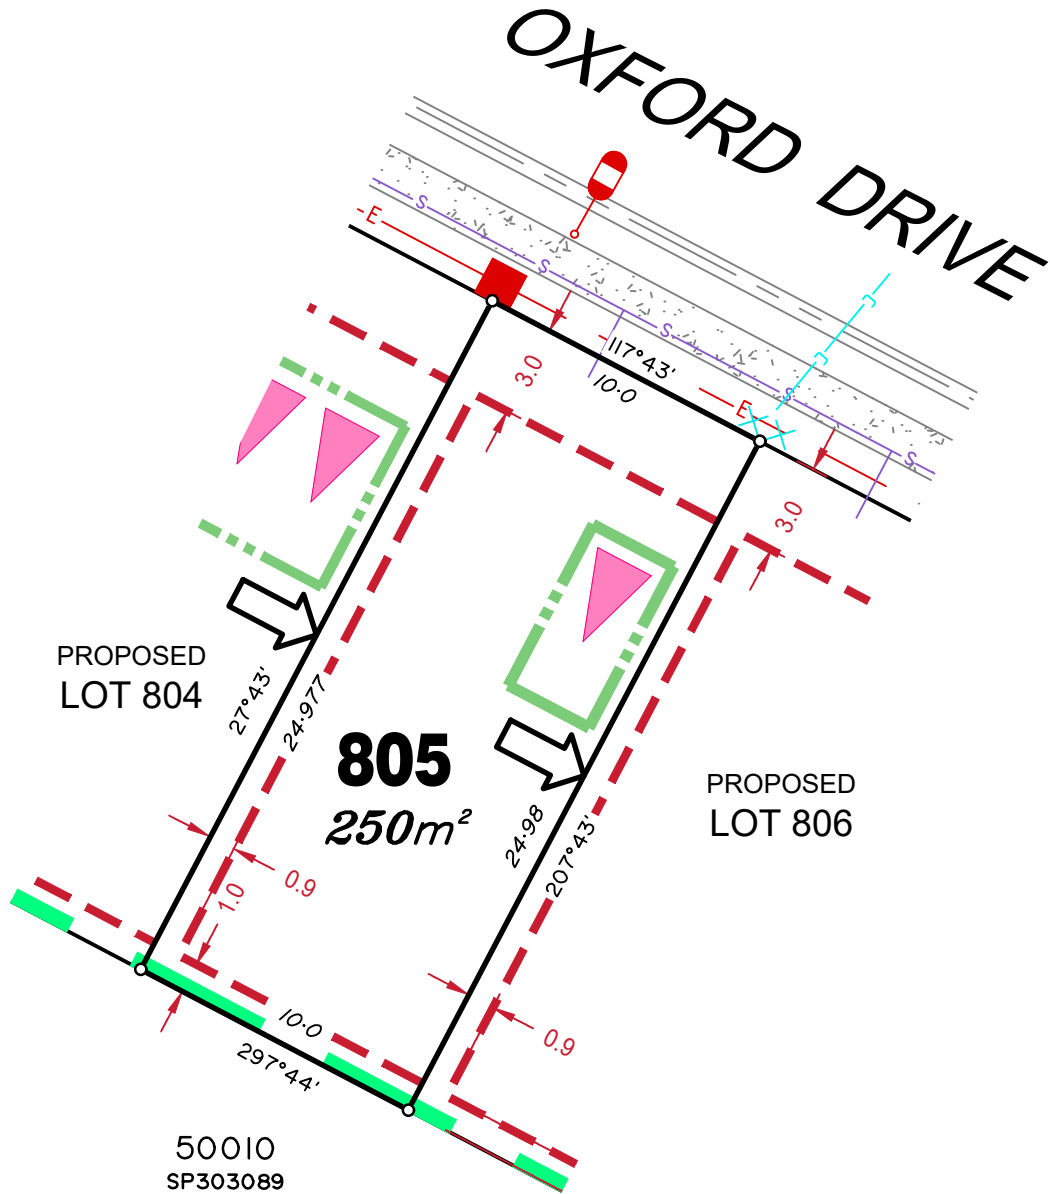 OXFORD DRIVE
E
S
S
S
S
S
E
117°43'
10·0
3.0
3.0
PROPOSED
LOT 804
27°43'
24·977
805
250m²
PROPOSED
LOT 806
24·98
207°43'
0.9
1.0
0.9
10·0
297°44'
50010
SP303089